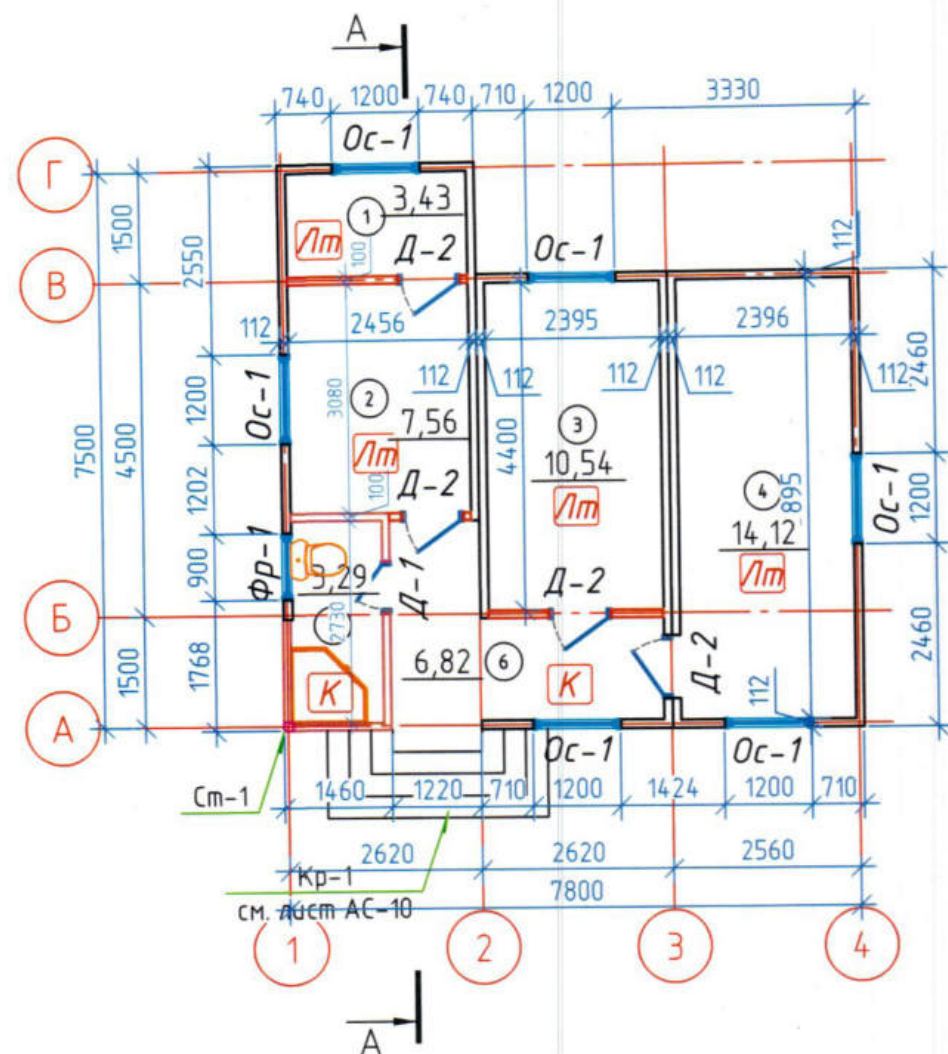 А
740 1200 740 710 1200 3330
Ос-1
Г
1 3,43
Лт
Д-2
100
Ос-1
112
В
1500
2550
112
2456
2395
2396
112
112
112
112
112
2460
Ос-1
1200
3080
2
7,56
Лт
100
Д-2
4400
3
10,54
Лт
4
14,12
Лт
895
Ос-1
1200
7500
4500
1202
Фр-1
900
3,29
Д-1
Д-2
Б
2730
1500
1768
6,82 6
К
К
Д-2
112
2460
А
Ос-1
Ос-1
Ст-1
1460 1220 710 1200 1424 1200 710
2620 2620 2560
Кр-1
7800
см. лист АС-10
1 2 3 4
А